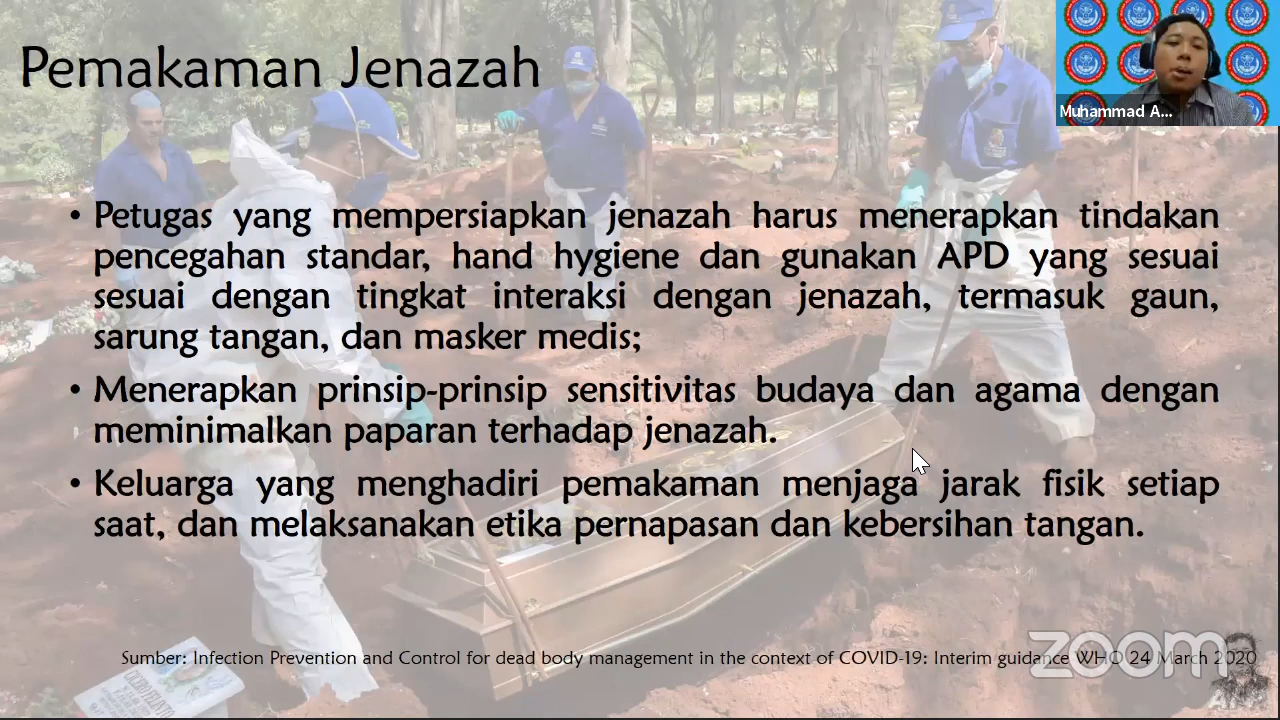 Pemakaman Jenazah
Muhammad A...
• Petugas yang mempersiapkan jenazah harus menerapkan tindakan
pencegahan standar, hand hygiene dan gunakan APD yang sesuai
sesuai dengan tingkat interaksi dengan jenazah, termasuk gaun,
sarung tangan, dan masker medis;
• Menerapkan prinsip-prinsip sensitivitas budaya dan agama dengan
meminimalkan paparan terhadap jenazah.
• Keluarga yang menghadiri pemakaman menjaga jarak fisik setiap
saat, dan melaksanakan etika pernapasan dan kebersihan tangan.
zoom
Sumber: Infection Prevention and Control for dead body management in the context of COVID-19: Interim guidance WHO 24 March 2020